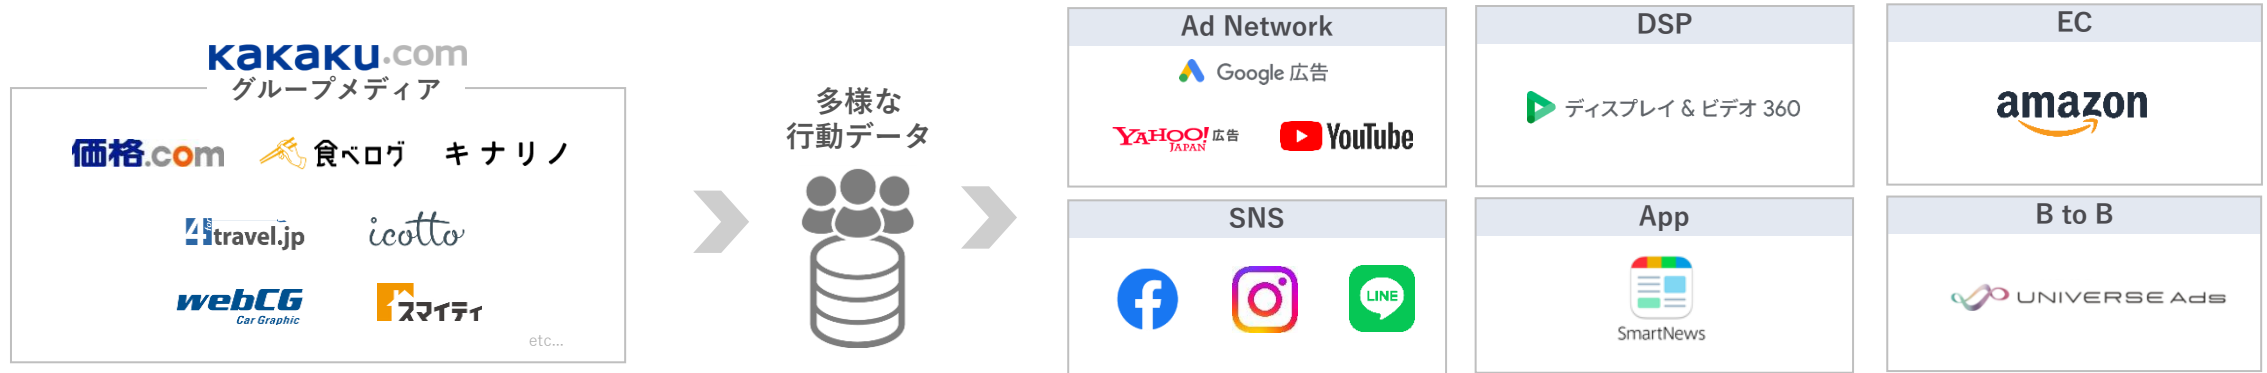 kakaku.com
グループメディア
価格.com
食べログ
キナリノ
4travel.jp
icotto
webCG
Car Graphic
スマイティ
etc...
多様な
行動データ
Ad Network
Google 広告
YAHOO! JAPAN 広告
YouTube
DSP
ディスプレイ & ビデオ 360
EC
amazon
SNS
LINE
App
SmartNews
B to B
UNIVERSE Ads